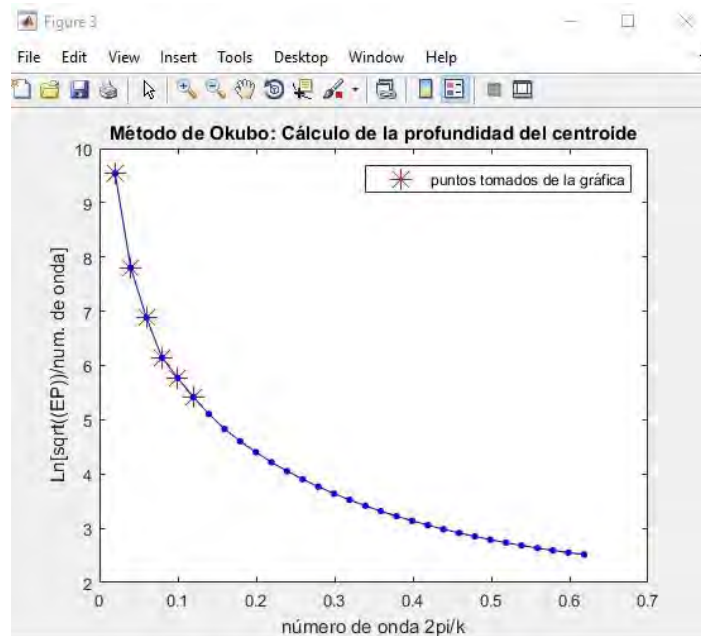 Figure 3
File Edit View Insert Tools Desktop Window Help
Método de Okubo: Cálculo de la profundidad del centroide
puntos tomados de la gráfica
10
9
8
7
6
5
4
3
2
Ln[sqrt((EP))/num. de onda]
0 0.1 0.2 0.3 0.4 0.5 0.6 0.7
número de onda 2pi/k